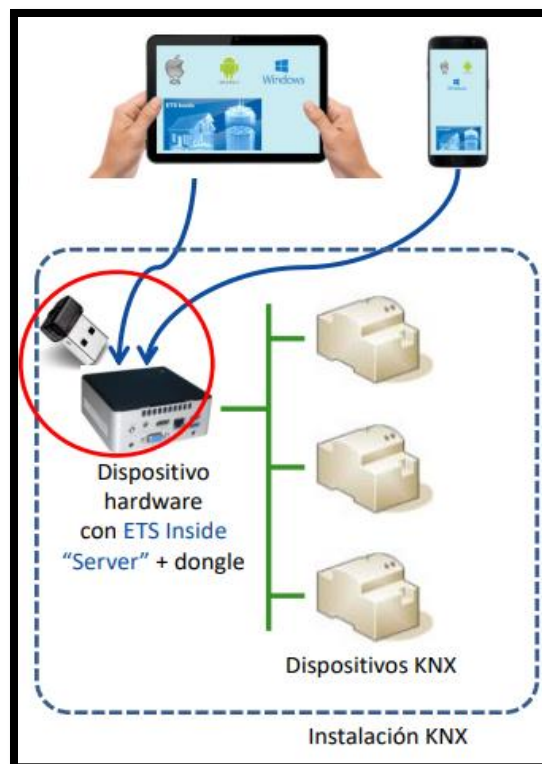 iOS
Windows
ETS Inside
Windows
Dispositivo
hardware
con ETS Inside
“Server” + dongle
Dispositivos KNX
Instalación KNX